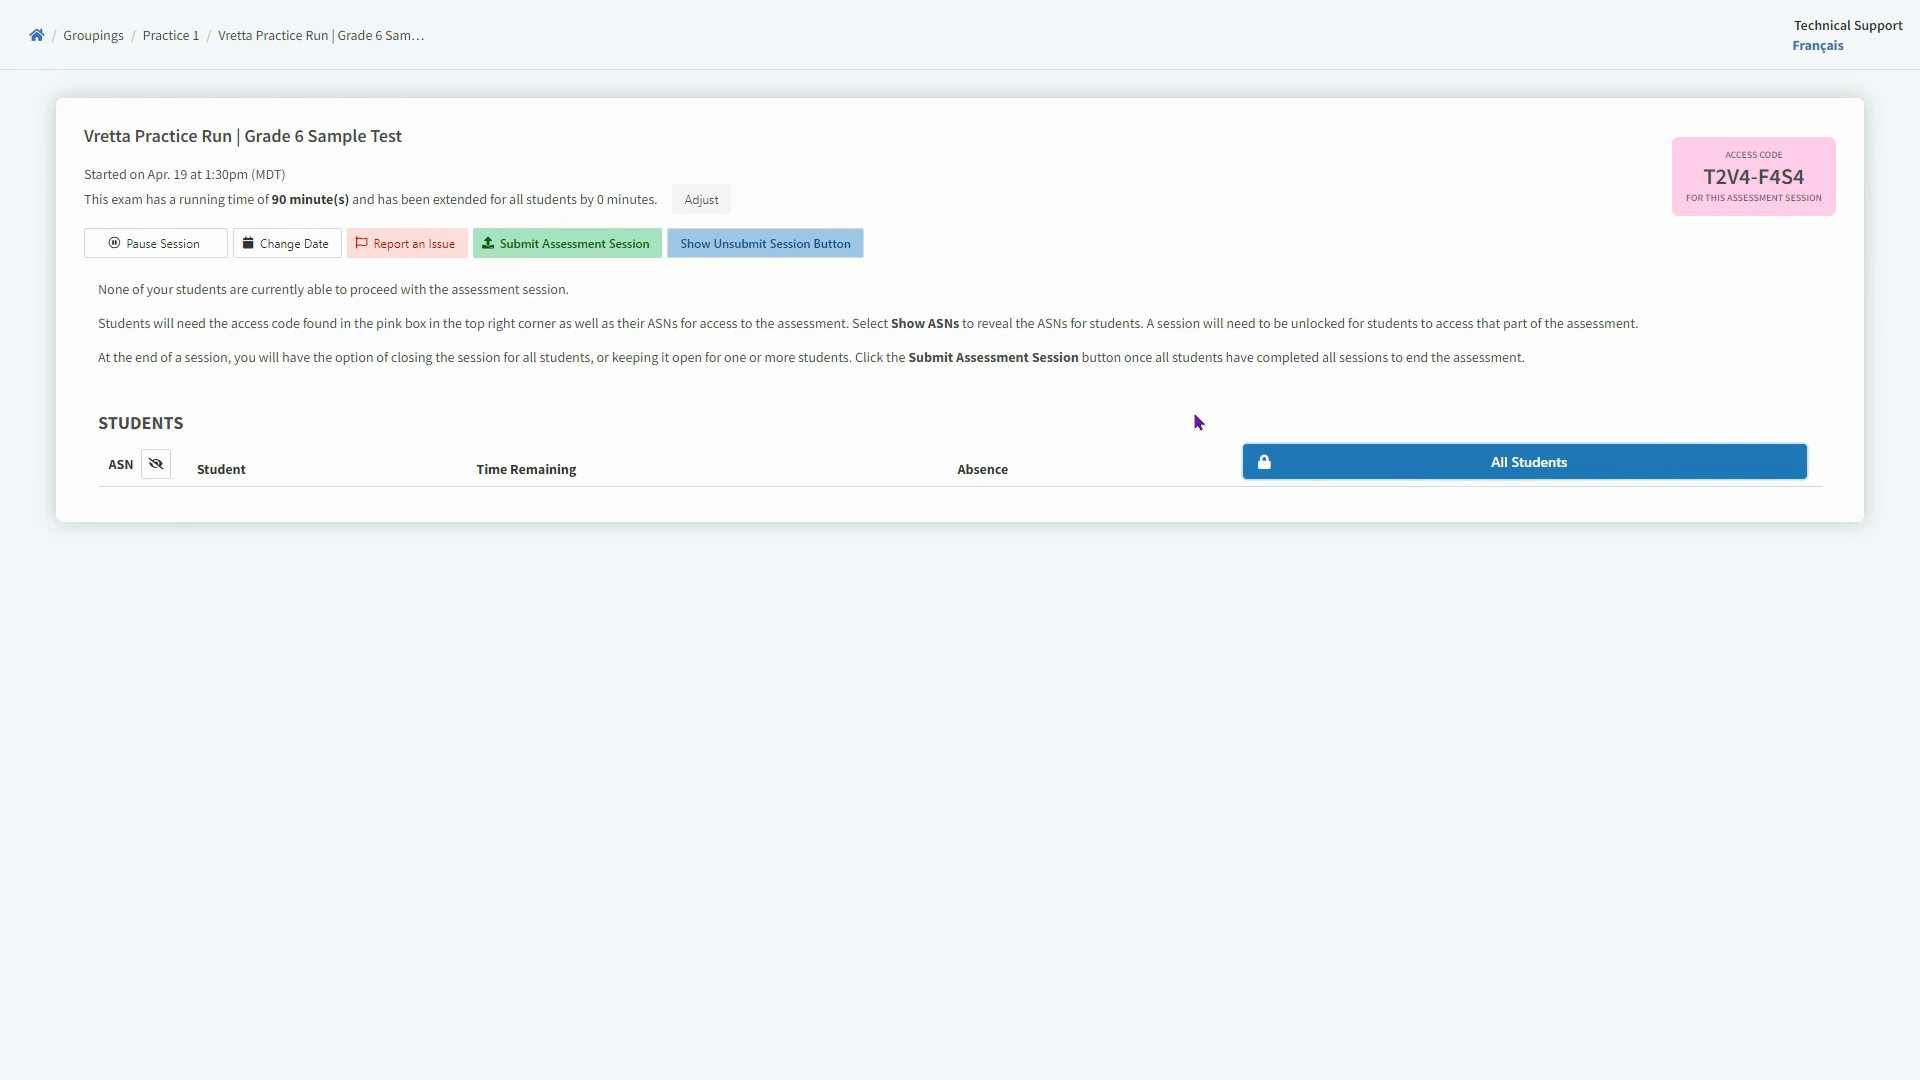 / Groupings / Practice 1 / Vretta Practice Run | Grade 6 Sam...
Technical Support
Français
Vretta Practice Run | Grade 6 Sample Test
Started on Apr. 19 at 1:30pm (MDT)
This exam has a running time of 90 minute(s) and has been extended for all students by 0 minutes. Adjust
ACCESS CODE
T2V4-F4S4
FOR THIS ASSESSMENT SESSION
Pause Session Change Date Report an Issue Submit Assessment Session Show Unsubmit Session Button
None of your students are currently able to proceed with the assessment session.
Students will need the access code found in the pink box in the top right corner as well as their ASNs for access to the assessment. Select Show ASNs to reveal the ASNs for students. A session will need to be unlocked for students to access that part of the assessment.
At the end of a session, you will have the option of closing the session for all students, or keeping it open for one or more students. Click the Submit Assessment Session button once all students have completed all sessions to end the assessment.
STUDENTS
ASN Student Time Remaining Absence All Students